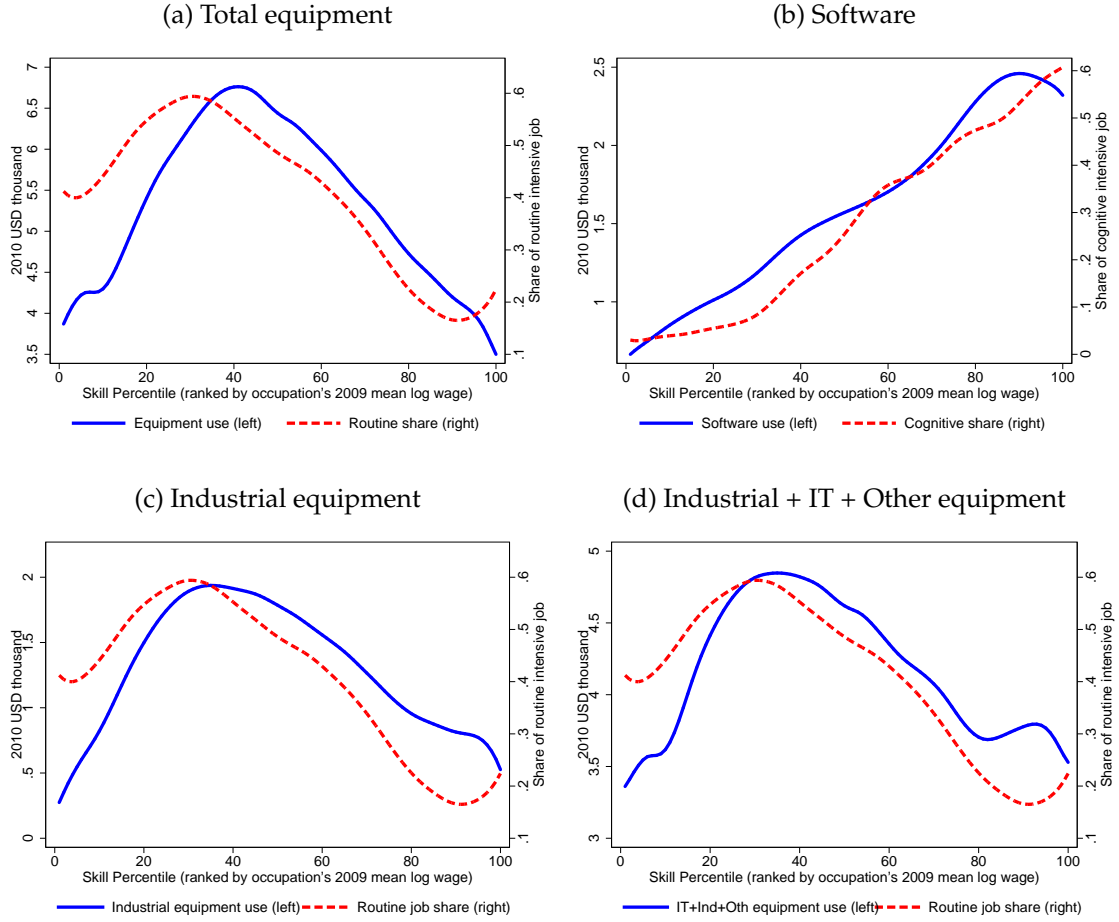 (a) Total equipment
2010 USD thousand
3.5 4 4.5 5 5.5 6 6.5 7
Share of routine intensive job
.1 .2 .3 .4 .5 .6
0 20 40 60 80 100
Skill Percentile (ranked by occupation's 2009 mean log wage)
Equipment use (left) Routine share (right)
(b) Software
2010 USD thousand
1 1.5 2 2.5
Share of cognitive intensive job
0 .1 .2 .3 .4 .5 .6
0 20 40 60 80 100
Skill Percentile (ranked by occupation's 2009 mean log wage)
Software use (left) Cognitive share (right)
(c) Industrial equipment
2010 USD thousand
0 .5 1 1.5 2
Share of routine intensive job
.1 .2 .3 .4 .5 .6
0 20 40 60 80 100
Skill Percentile (ranked by occupation's 2009 mean log wage)
Industrial equipment use (left) Routine job share (right)
(d) Industrial + IT + Other equipment
2010 USD thousand
3 3.5 4 4.5 5
Share of routine intensive job
.1 .2 .3 .4 .5 .6
0 20 40 60 80 100
Skill Percentile (ranked by occupation's 2009 mean log wage)
IT+Ind+Oth equipment use (left) Routine job share (right)